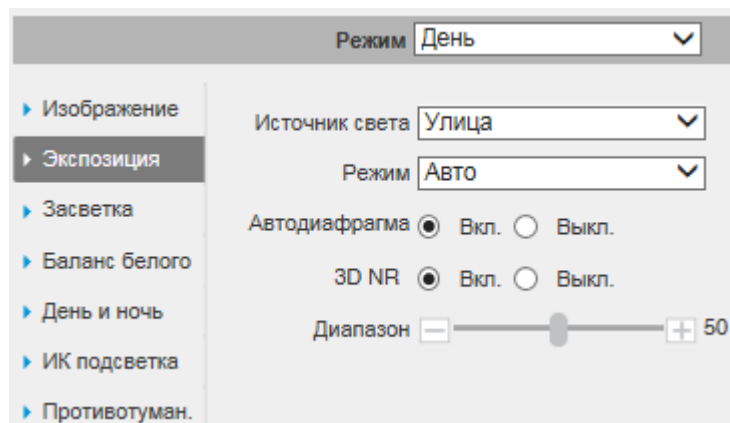 Режим День
Изображение
Экспозиция
Засветка
Баланс белого
День и ночь
ИК подсветка
Противотуман.
Источник света Улица
Режим Авто
Автодиафрагма Вкл. Выкл.
3D NR Вкл. Выкл.
Диапазон 50